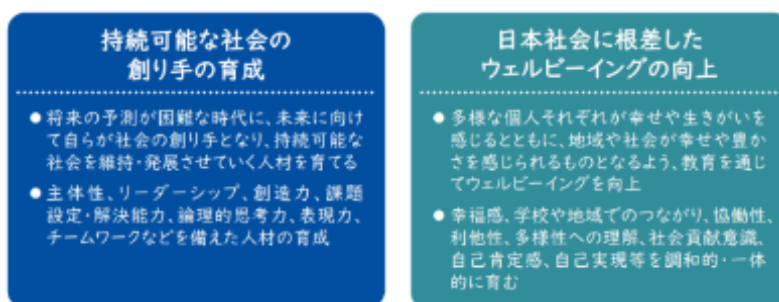 持続可能な社会の
創り手の育成
● 将来の予測が困難な時代に、未来に向け
て自らが社会の創り手となり、持続可能な
社会を維持・発展させていく人材を育てる
● 主体性、リーダーシップ、創造力、課題
設定・解決能力、論理的思考力、表現力、
チームワークなどを備えた人材の育成
日本社会に根差した
ウェルビーイングの向上
● 多様な個人それぞれが幸せや生きがいを
感じるとともに、地域や社会が幸せや豊か
さを感じられるものとなるよう、教育を通じ
てウェルビーイングを向上
● 幸福感、学校や地域でのつながり、協働性、
利他性、多様性への理解、社会貢献意識、
自己肯定感、自己実現等を調和的・一体
的に育む